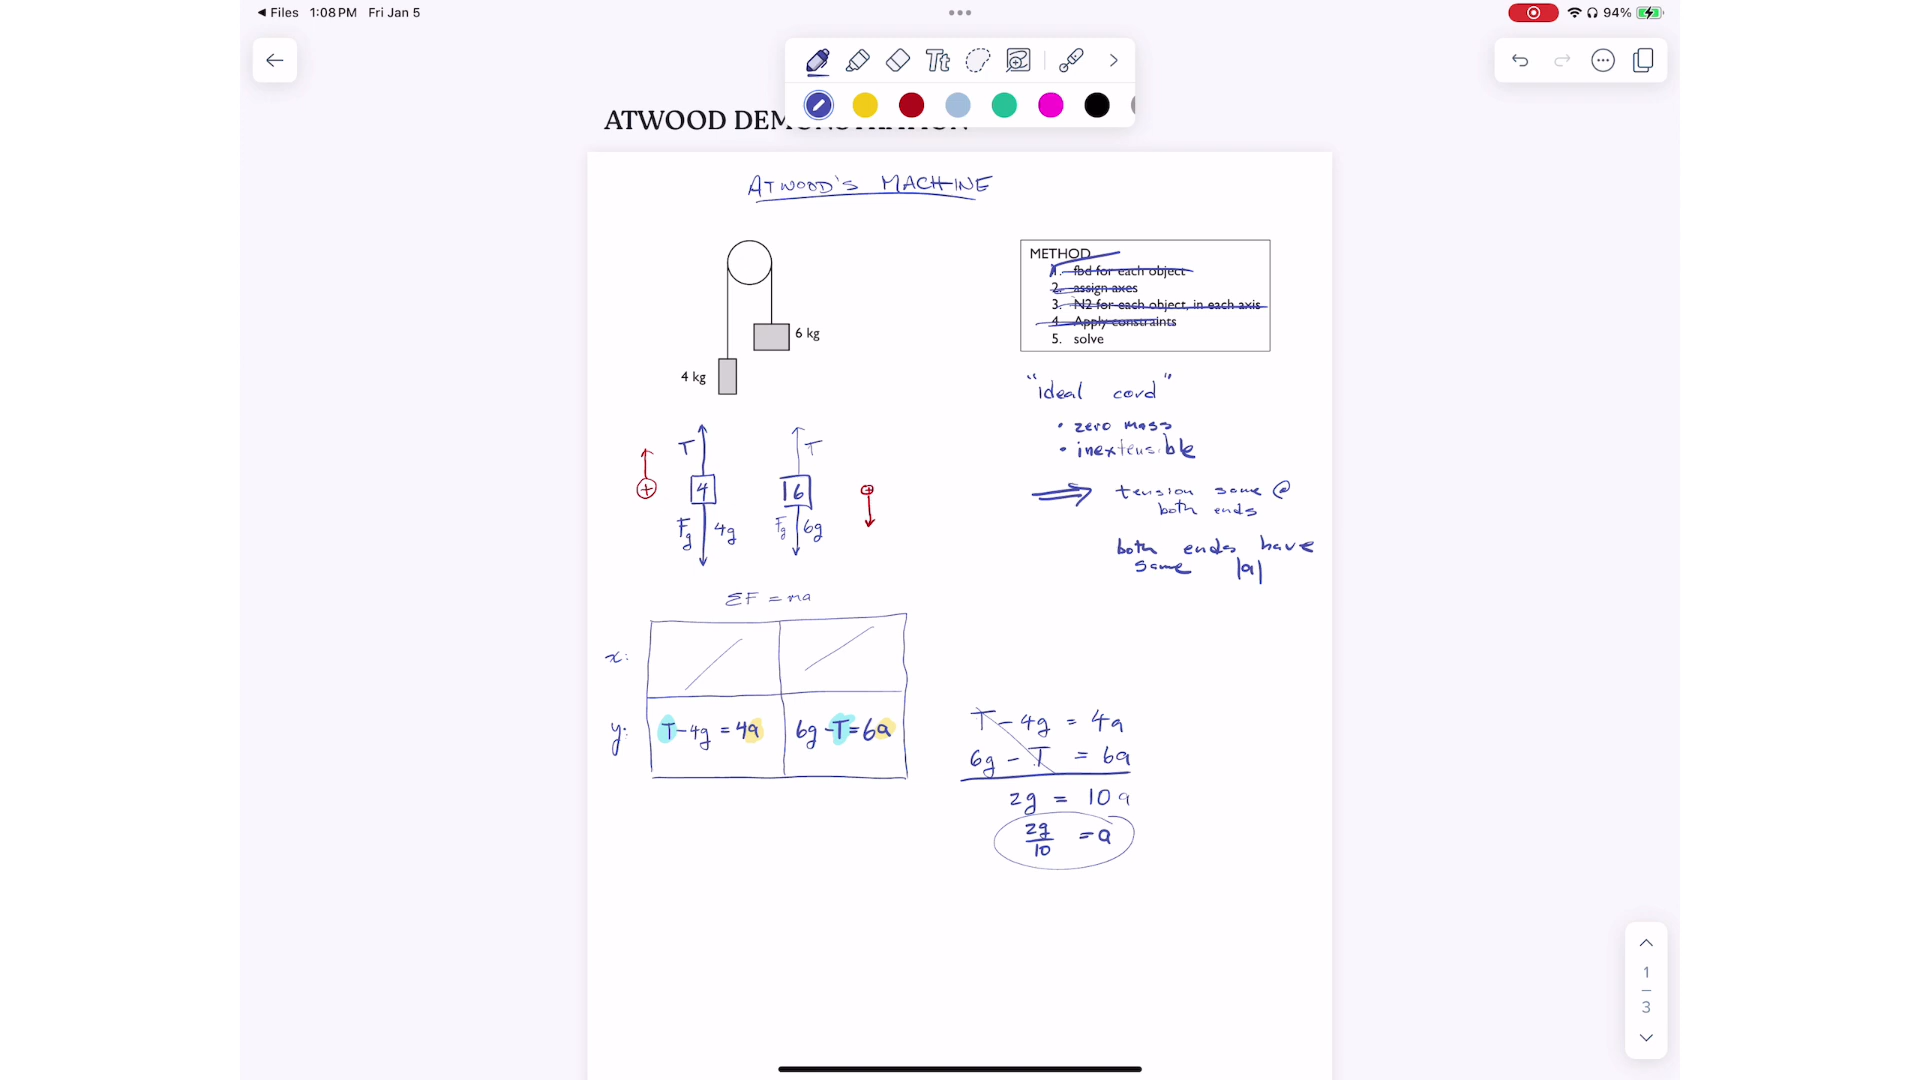 Files 1:08 PM Fri Jan 5
94%
Tt
ATWOOD DEMONSTRATION
ATWOOD'S MACHINE
6 kg
4 kg
METHOD
1. fbd for each object
2. assign axes
3. N2 for each object, in each axis
4. Apply constraints
5. solve
"ideal cord"
• zero mass
• inextensible
⇒ tension same @
both ends
both ends have
same |a|
T T
+ 4 6 +
Fg 4g Fg 6g
ΣF = ma
x:
y: T-4g = 4a 6g-T=6a
T - 4g = 4a
6g - T = 6a
2g = 10a
2g/10 = a
1
3